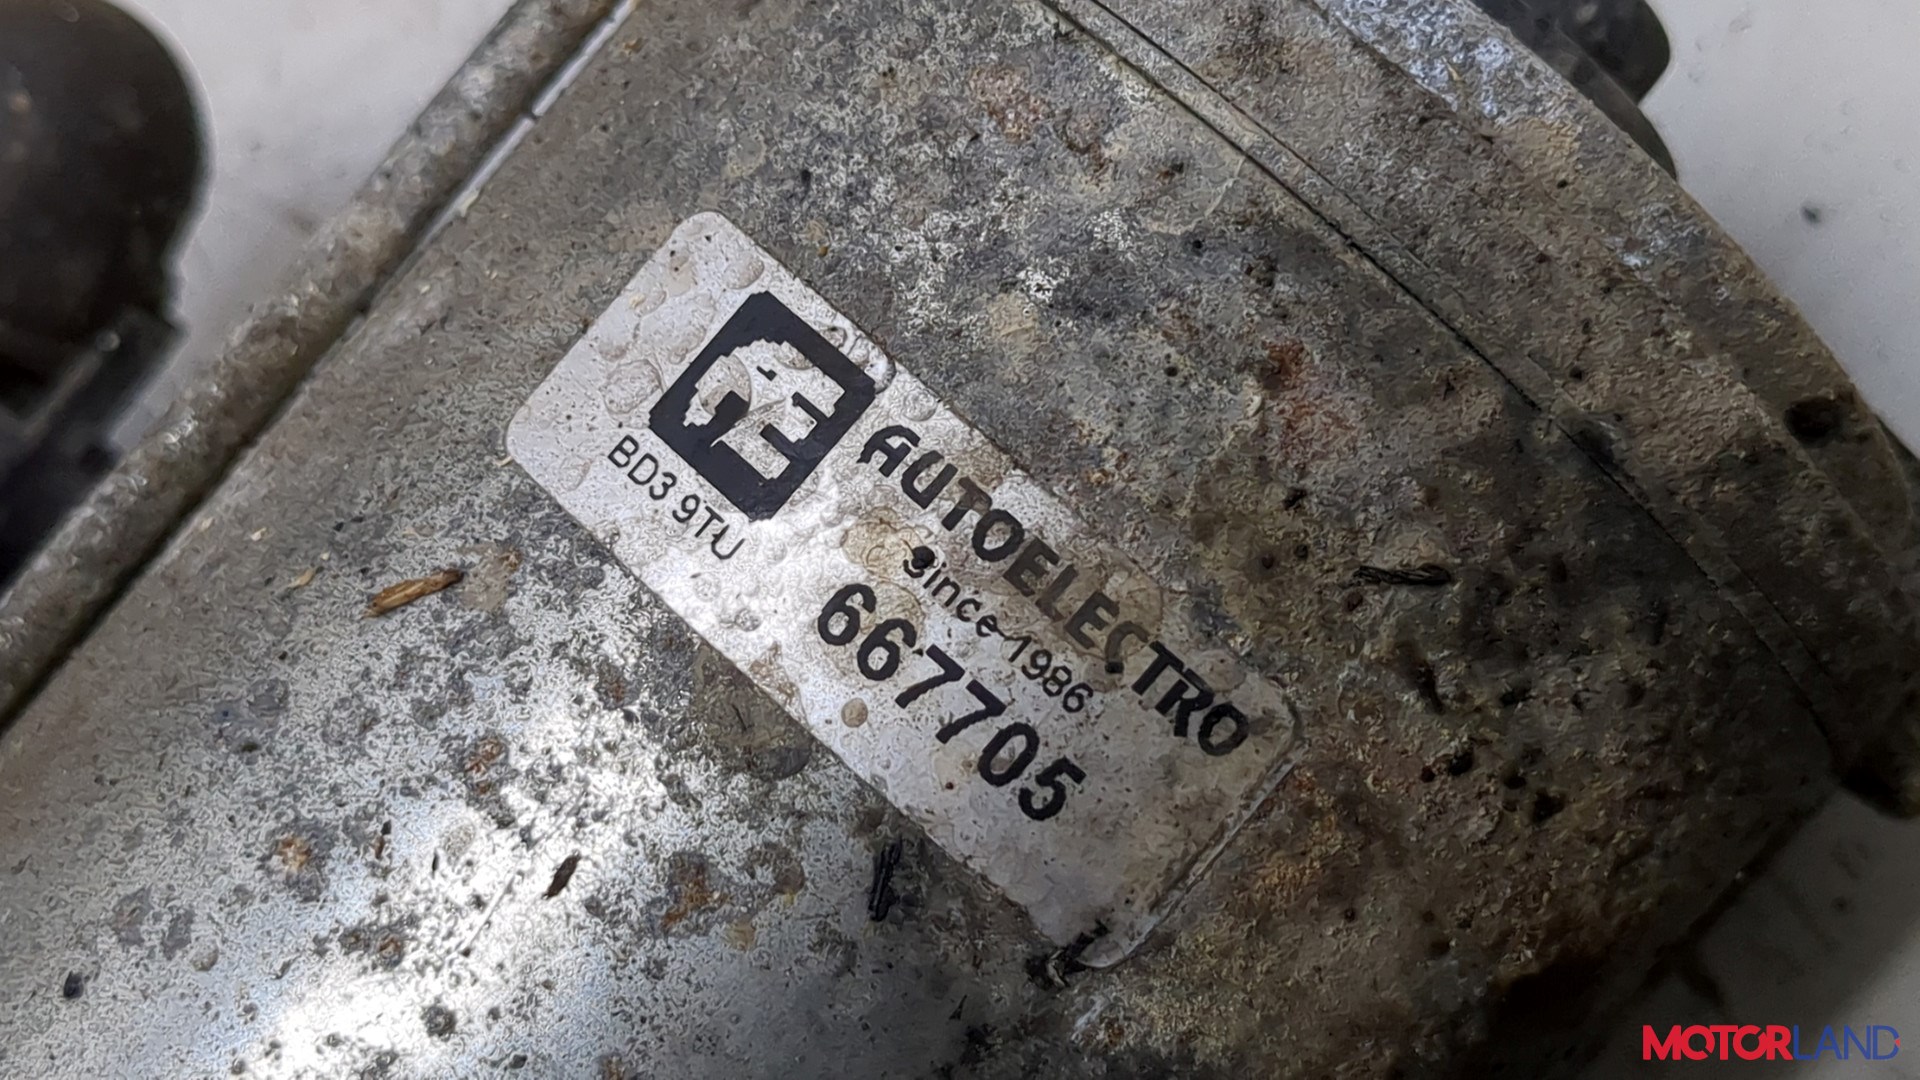 AUTOELECTRO
Since 1986
BD3 9TU
667705
MOTORLAND